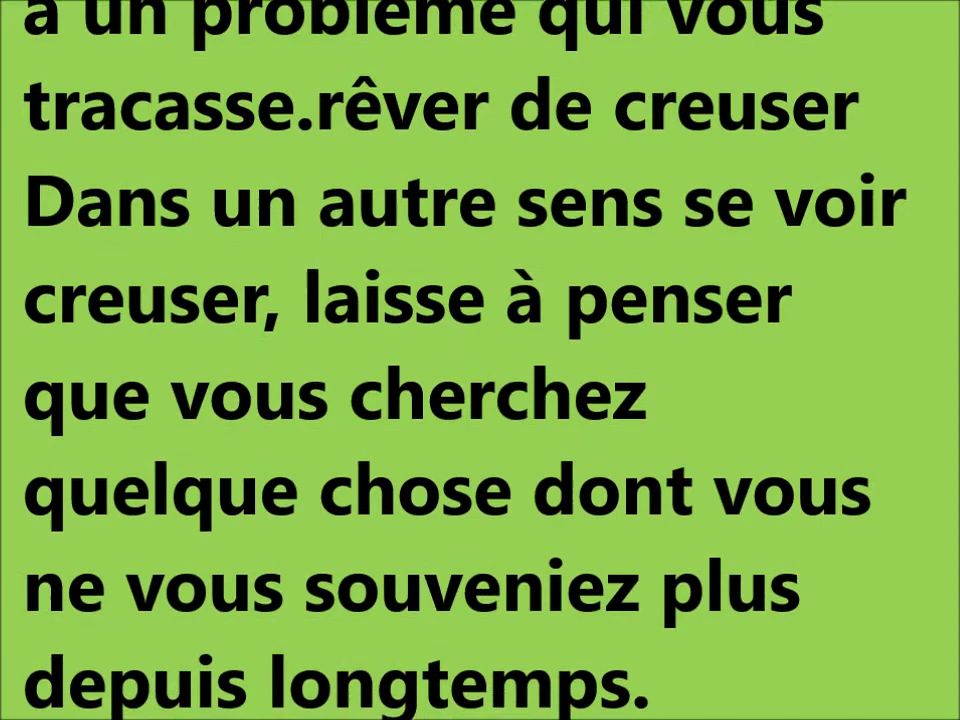 à un problème qui vous
tracasse.rêver de creuser
Dans un autre sens se voir
creuser, laisse à penser
que vous cherchez
quelque chose dont vous
ne vous souveniez plus
depuis longtemps.